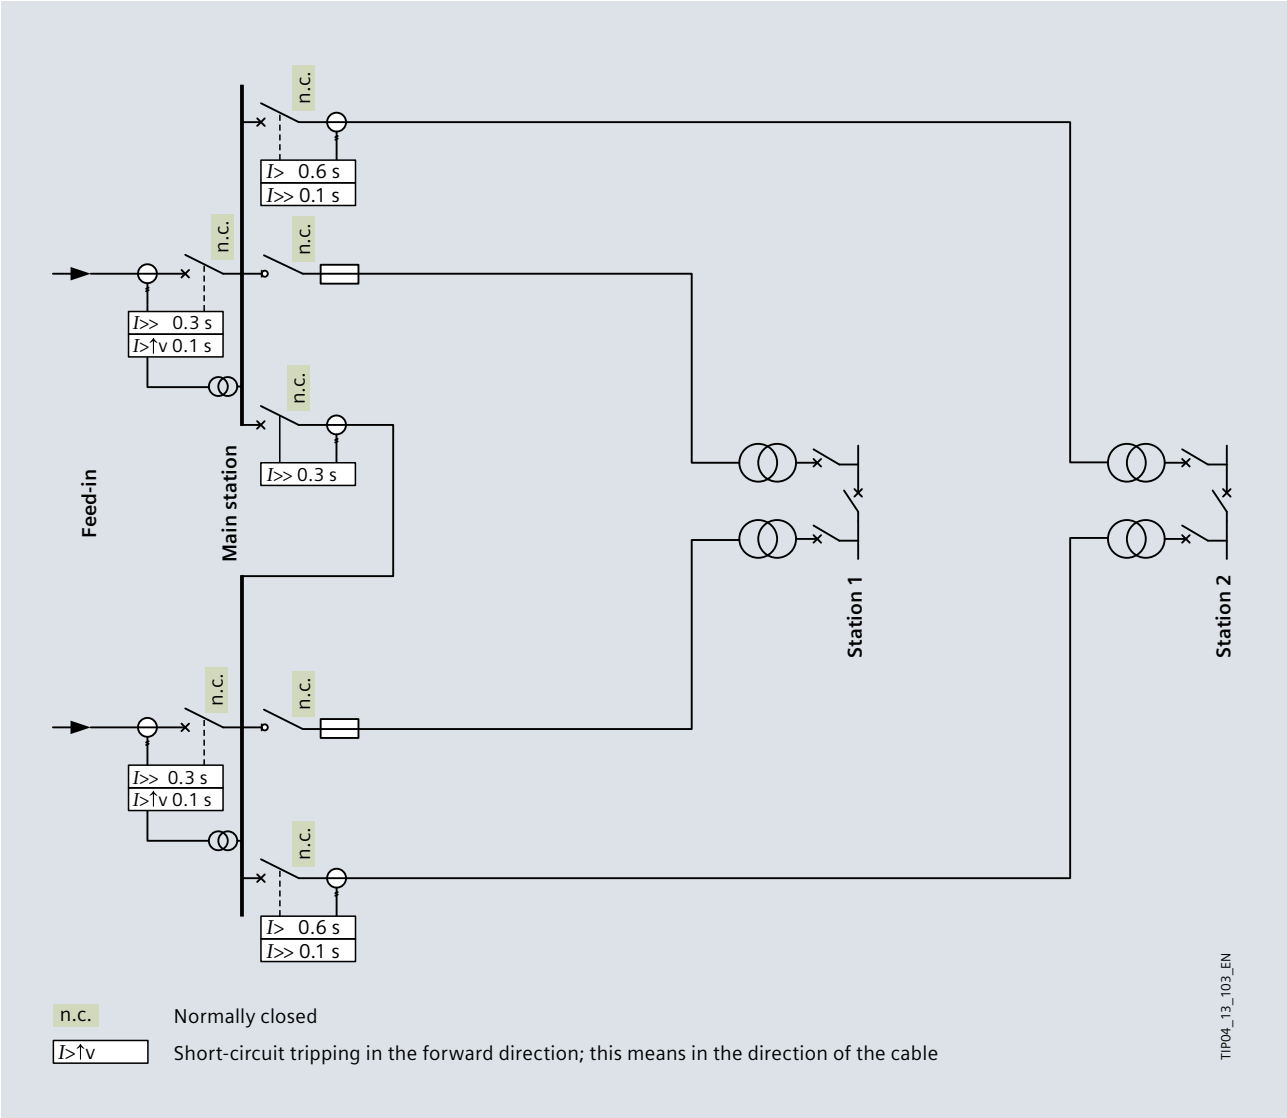 n.c.
I> 0.6 s
I>> 0.1 s
n.c.
n.c.
I>> 0.3 s
I>↑v 0.1 s
n.c.
I>> 0.3 s
Feed-in
Main station
Station 1
Station 2
n.c.
n.c.
I>> 0.3 s
I>↑v 0.1 s
n.c.
I> 0.6 s
I>> 0.1 s
n.c. Normally closed
I>↑v Short-circuit tripping in the forward direction; this means in the direction of the cable
TIP04_13_103_EN